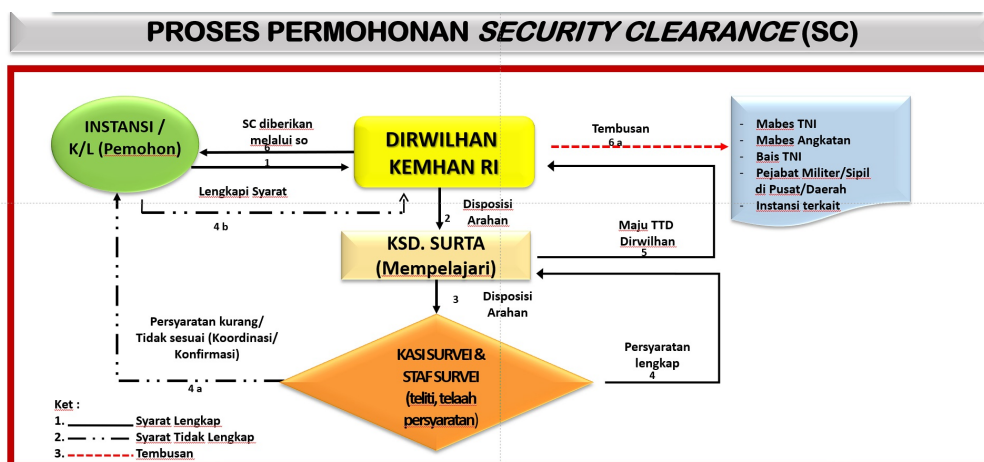 PROSES PERMOHONAN SECURITY CLEARANCE (SC)
INSTANSI /
K/L (Pemohon)
SC diberikan
melalui so
6
1
DIRWILHAN
KEMHAN RI
Tembusan
6 a
- Mabes TNI
- Mabes Angkatan
- Bais TNI
- Pejabat Militer/Sipil
di Pusat/Daerah
- Instansi terkait
Lengkapi Syarat
4 b
2
Disposisi
Arahan
KSD. SURTA
(Mempelajari)
Maju TTD
Dirwilhan
5
3
Disposisi
Arahan
Persyaratan kurang/
Tidak sesuai (Koordinasi/
Konfirmasi)
4 a
KASI SURVEI &
STAF SURVEI
(teliti, telaah
persyaratan)
Persyaratan
lengkap
4
Ket :
1. Syarat Lengkap
2. Syarat Tidak Lengkap
3. Tembusan